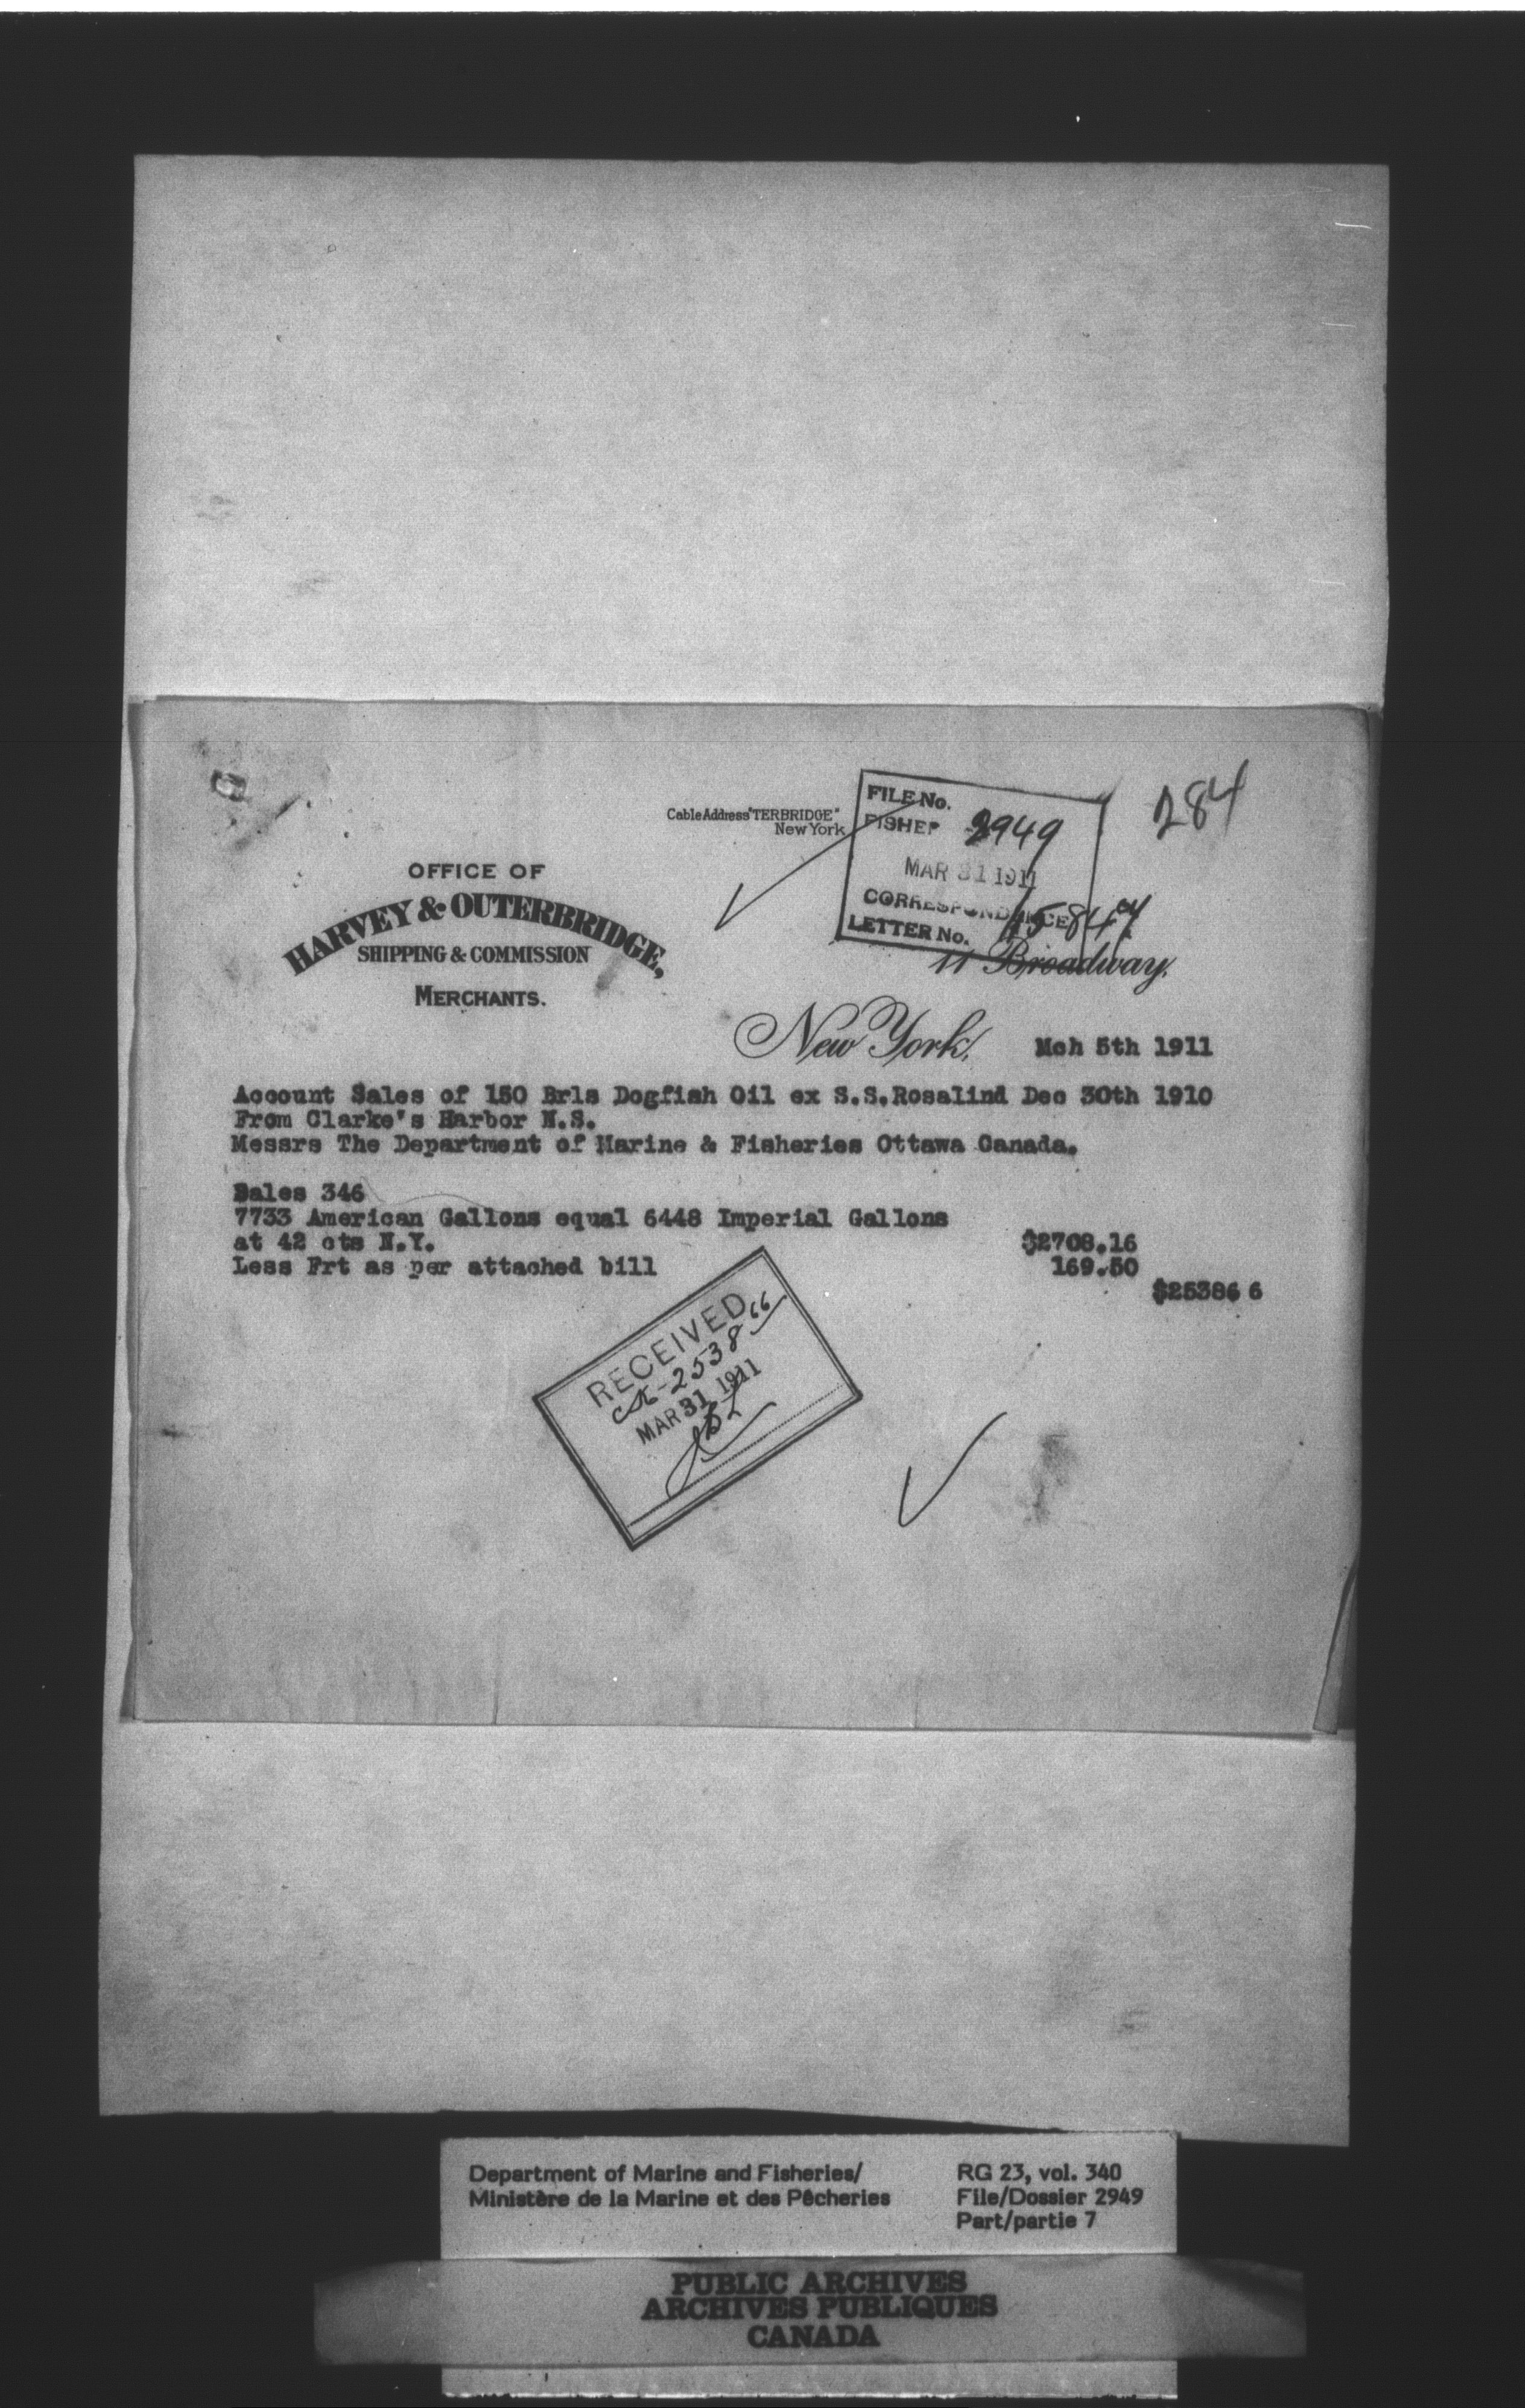 284
Cable Address "TERBRIDGE"
New York
FILE No.
FISHER 2949
MAR 31 1911
CORRESPONDENCE
LETTER No.
OFFICE OF
HARVEY & OUTERBRIDGE,
SHIPPING & COMMISSION
MERCHANTS.
11 Broadway.
New York, Mch 5th 1911
Account Sales of 150 Brls Dogfish Oil ex S.S.Rosalind Dec 30th 1910
From Clarke's Harbor N.S.
Messrs The Department of Marine & Fisheries Ottawa Canada.
Sales 346
7733 American Gallons equal 6448 Imperial Gallons
at 42 cts N.Y. $2708.16
Less Frt as per attached bill 169.50
$25386 6
RECEIVED
2538 66
MAR 31 1911
Department of Marine and Fisheries/
Ministère de la Marine et des Pêcheries
RG 23, vol. 340
File/Dossier 2949
Part/partie 7
PUBLIC ARCHIVES
ARCHIVES PUBLIQUES
CANADA